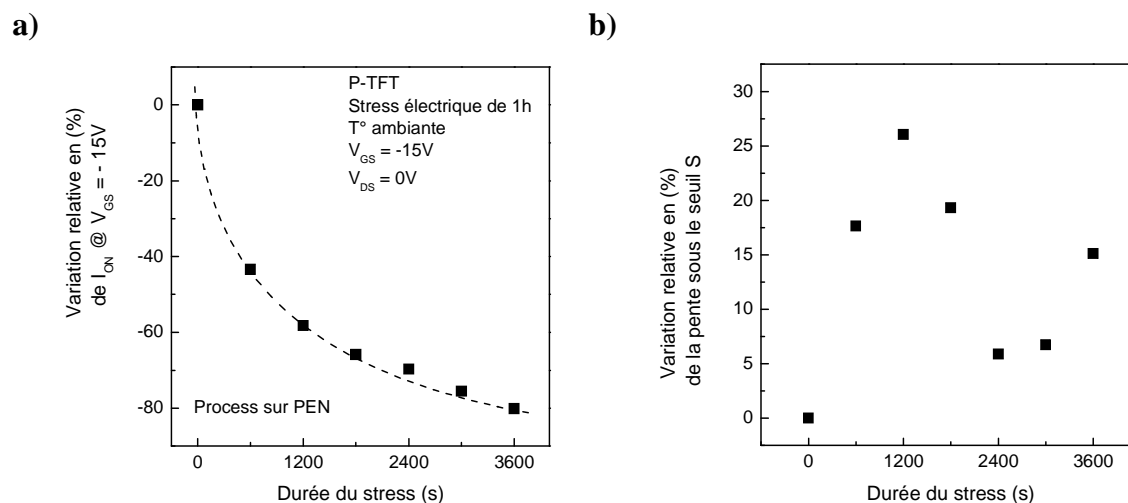 a)
Variation relative en (%)
de I_ON @ V_GS = - 15V
0
-20
-40
-60
-80
P-TFT
Stress électrique de 1h
T° ambiante
V_GS = -15V
V_DS = 0V
Process sur PEN
0
1200
2400
3600
Durée du stress (s)
b)
Variation relative en (%)
de la pente sous le seuil S
30
25
20
15
10
5
0
0
1200
2400
3600
Durée du stress (s)